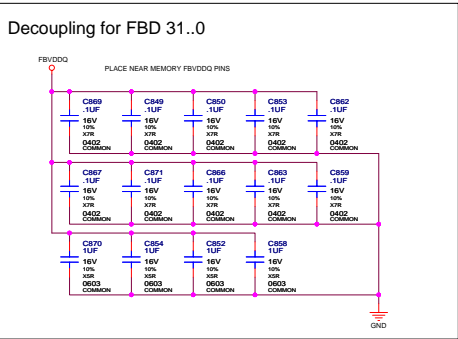 Decoupling for FBD 31..0
FBVDDQ
PLACE NEAR MEMORY FBVDDQ PINS
C869 C849 C850 C853 C862
.1UF .1UF .1UF .1UF .1UF
16V 16V 16V 16V 16V
10% 10% 10% 10% 10%
X7R X7R X7R X7R X7R
0402 0402 0402 0402 0402
COMMON COMMON COMMON COMMON COMMON
C867 C871 C866 C863 C859
.1UF .1UF .1UF .1UF .1UF
16V 16V 16V 16V 16V
10% 10% 10% 10% 10%
X7R X7R X7R X7R X7R
0402 0402 0402 0402 0402
COMMON COMMON COMMON COMMON COMMON
C870 C854 C852 C858
1UF 1UF 1UF 1UF
16V 16V 16V 16V
10% 10% 10% 10%
X5R X5R X5R X5R
0603 0603 0603 0603
COMMON COMMON COMMON COMMON
GND